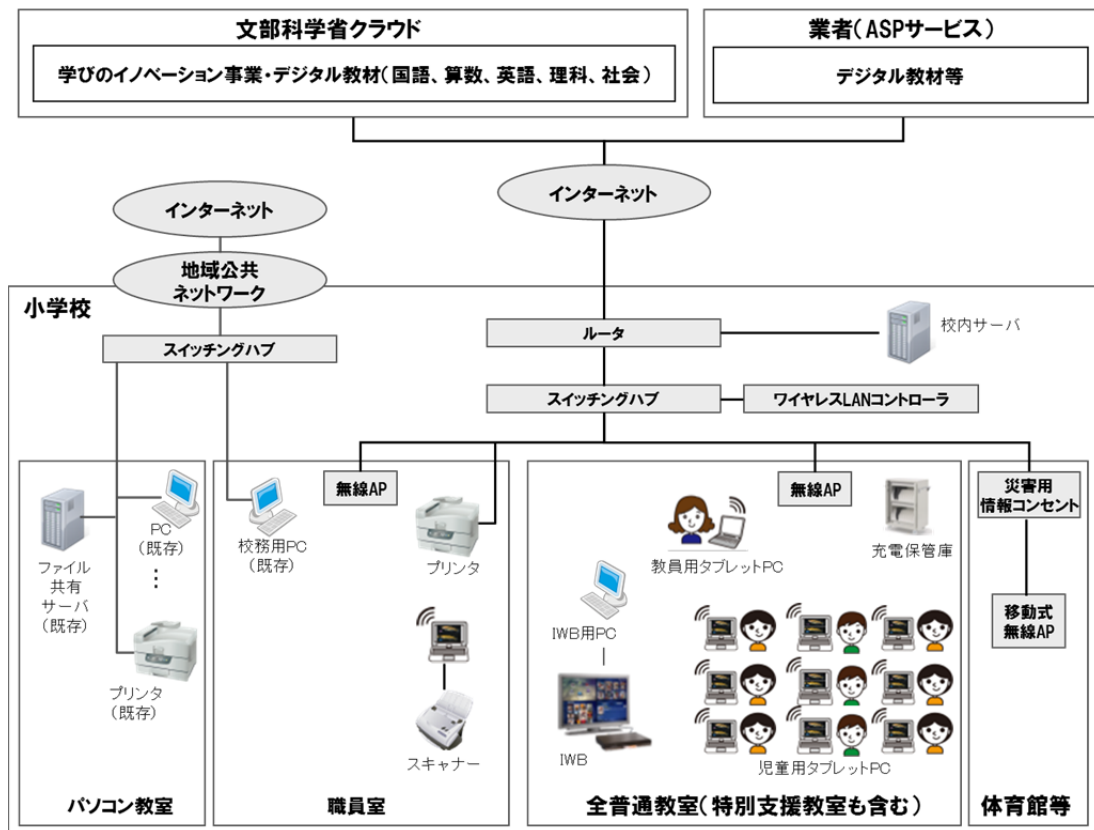 文部科学省クラウド
学びのイノベーション事業・デジタル教材(国語、算数、英語、理科、社会)
業者(ASPサービス)
デジタル教材等
インターネット
インターネット
地域公共
ネットワーク
小学校
スイッチングハブ
ルータ
校内サーバ
スイッチングハブ
ワイヤレスLANコントローラ
ファイル
共有
サーバ
(既存)
PC
(既存)
プリンタ
(既存)
パソコン教室
校務用PC
(既存)
無線AP
プリンタ
スキャナー
職員室
無線AP
教員用タブレットPC
充電保管庫
IWB用PC
IWB
児童用タブレットPC
全普通教室(特別支援教室も含む)
災害用
情報コンセント
移動式
無線AP
体育館等